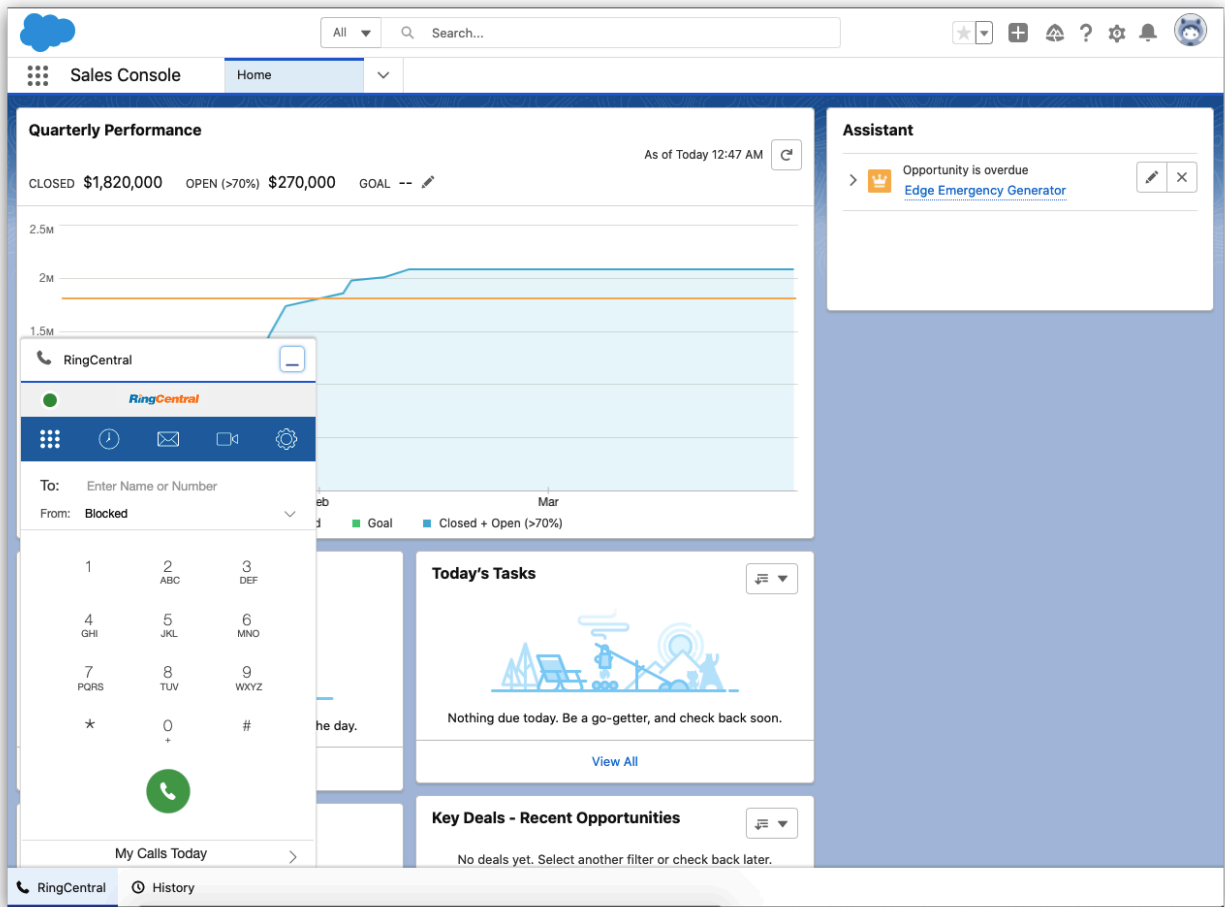 All
Search...
Sales Console
Home
Quarterly Performance
As of Today 12:47 AM
CLOSED $1,820,000 OPEN (>70%) $270,000 GOAL --
2.5M
2M
1.5M
eb
Mar
d
Goal
Closed + Open (>70%)
Assistant
Opportunity is overdue
Edge Emergency Generator
RingCentral
RingCentral
To: Enter Name or Number
From: Blocked
1
2
ABC
3
DEF
4
GHI
5
JKL
6
MNO
7
PQRS
8
TUV
9
WXYZ
*
0
+
#
My Calls Today
he day.
Today's Tasks
Nothing due today. Be a go-getter, and check back soon.
View All
Key Deals - Recent Opportunities
No deals yet. Select another filter or check back later.
RingCentral
History